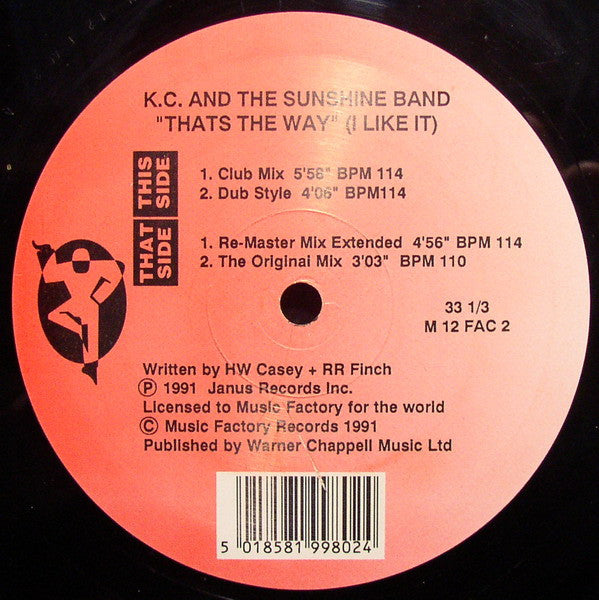 K.C. AND THE SUNSHINE BAND
"THATS THE WAY" (I LIKE IT)
THIS SIDE
1. Club Mix 5'56" BPM 114
2. Dub Style 4'06" BPM114
THAT SIDE
1. Re-Master Mix Extended 4'56" BPM 114
2. The Original Mix 3'03" BPM 110
33 1/3
M 12 FAC 2
Written by HW Casey + RR Finch
Ⓟ 1991 Janus Records Inc.
Licensed to Music Factory for the world
© Music Factory Records 1991
Published by Warner Chappell Music Ltd
5 018581 998024